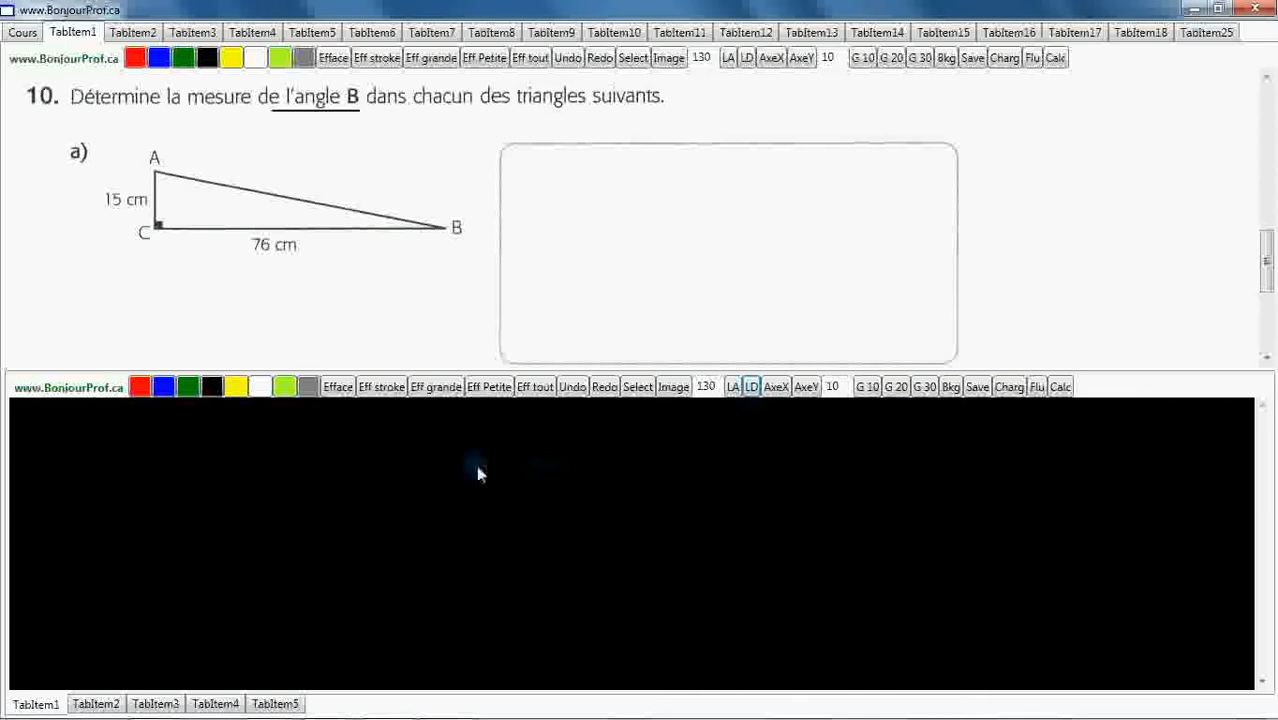 www.BonjourProf.ca
Cours TabItem1 TabItem2 TabItem3 TabItem4 TabItem5 TabItem6 TabItem7 TabItem8 TabItem9 TabItem10 TabItem11 TabItem12 TabItem13 TabItem14 TabItem15 TabItem16 TabItem17 TabItem18 TabItem25
www.BonjourProf.ca Efface Eff stroke Eff grande Eff Petite Eff tout Undo Redo Select Image 130 LA LD AxeX AxeY 10 G 10 G 20 G 30 Bkg Save Charg Flu Calc
10. Détermine la mesure de l'angle B dans chacun des triangles suivants.
a)
A
15 cm
C
B
76 cm
www.BonjourProf.ca Efface Eff stroke Eff grande Eff Petite Eff tout Undo Redo Select Image 130 LA LD AxeX AxeY 10 G 10 G 20 G 30 Bkg Save Charg Flu Calc
TabItem1 TabItem2 TabItem3 TabItem4 TabItem5